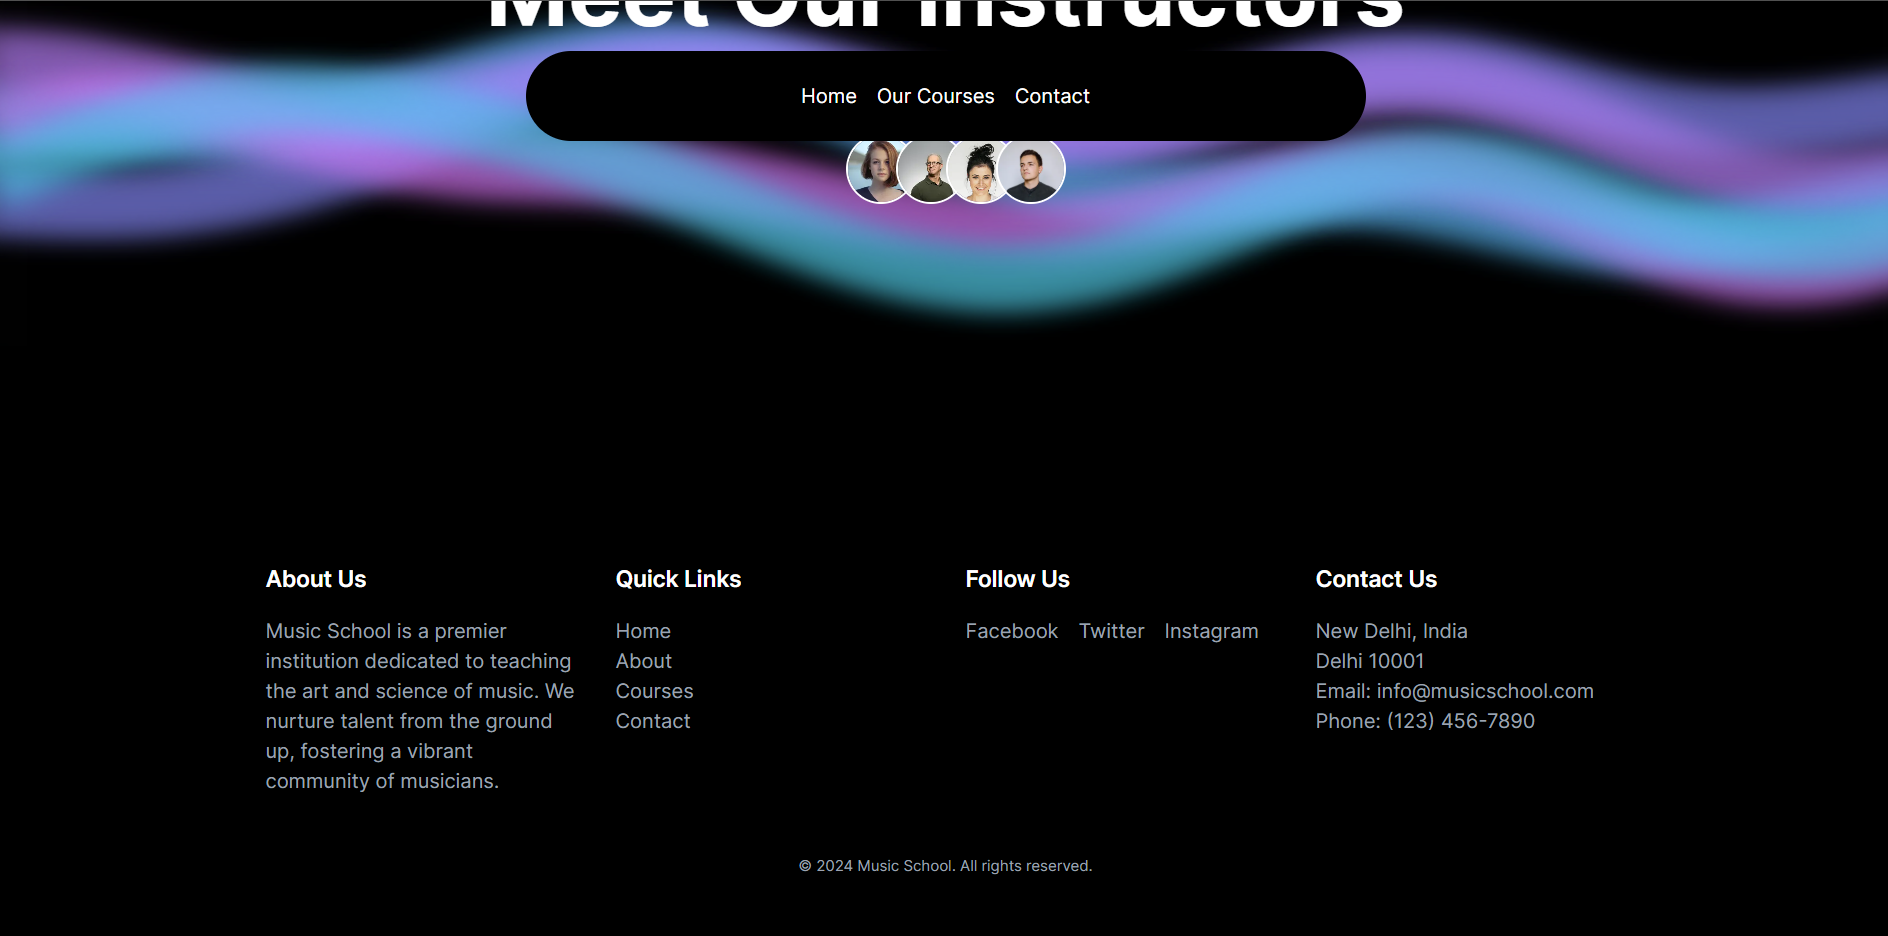 Meet Our Instructors
Home Our Courses Contact
About Us
Music School is a premier
institution dedicated to teaching
the art and science of music. We
nurture talent from the ground
up, fostering a vibrant
community of musicians.
Quick Links
Home
About
Courses
Contact
Follow Us
Facebook Twitter Instagram
Contact Us
New Delhi, India
Delhi 10001
Email: info@musicschool.com
Phone: (123) 456-7890
© 2024 Music School. All rights reserved.